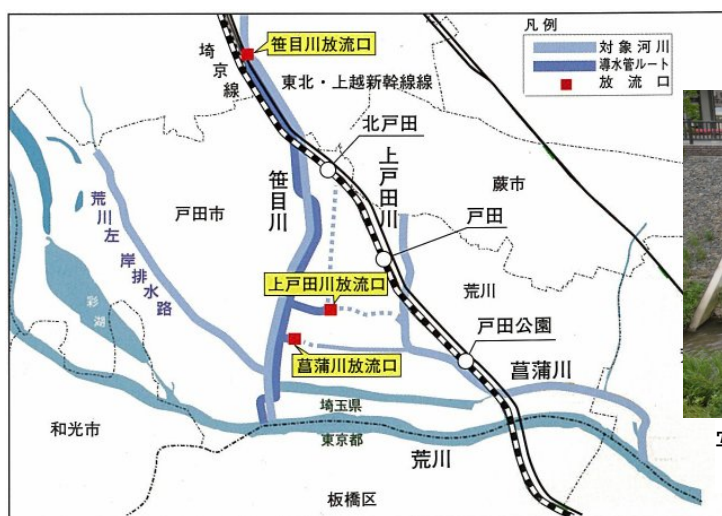 凡例
対象河川
導水管ルート
放流口
笹目川放流口
埼京線
東北・上越新幹線線
北戸田
上戸田川
笹目川
蕨市
戸田市
荒川左岸排水路
戸田
上戸田川放流口
荒川
彩湖
戸田公園
菖蒲川放流口
菖蒲川
埼玉県
和光市
東京都
荒川
板橋区